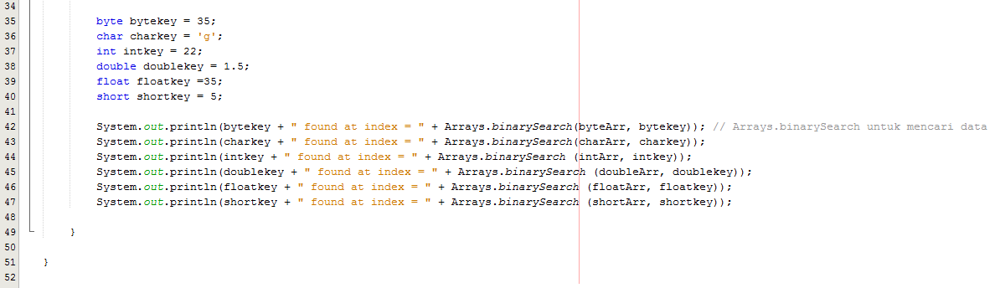 34
35 byte bytekey = 35;
36 char charkey = 'g';
37 int intkey = 22;
38 double doublekey = 1.5;
39 float floatkey =35;
40 short shortkey = 5;
41
42 System.out.println(bytekey + " found at index = " + Arrays.binarySearch(byteArr, bytekey)); // Arrays.binarySearch untuk mencari data
43 System.out.println(charkey + " found at index = " + Arrays.binarySearch(charArr, charkey));
44 System.out.println(intkey + " found at index = " + Arrays.binarySearch (intArr, intkey));
45 System.out.println(doublekey + " found at index = " + Arrays.binarySearch (doubleArr, doublekey));
46 System.out.println(floatkey + " found at index = " + Arrays.binarySearch (floatArr, floatkey));
47 System.out.println(shortkey + " found at index = " + Arrays.binarySearch (shortArr, shortkey));
48
49 }
50
51 }
52